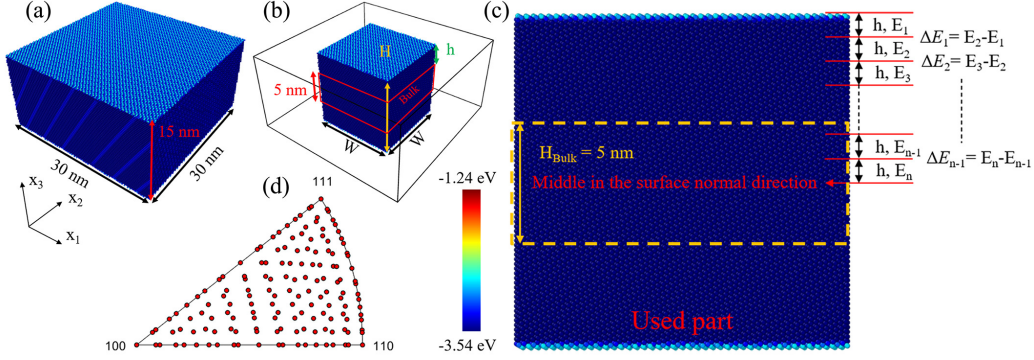 (a)
15 nm
30 nm
30 nm
x3
x2
x1
(b)
H
h
5 nm
Bulk
W
W
(c)
h, E1
h, E2
h, E3
h, En-1
h, En
ΔE1= E2-E1
ΔE2= E3-E2
ΔEn-1= En-En-1
HBulk = 5 nm
Middle in the surface normal direction
Used part
(d)
111
100
110
-1.24 eV
-3.54 eV